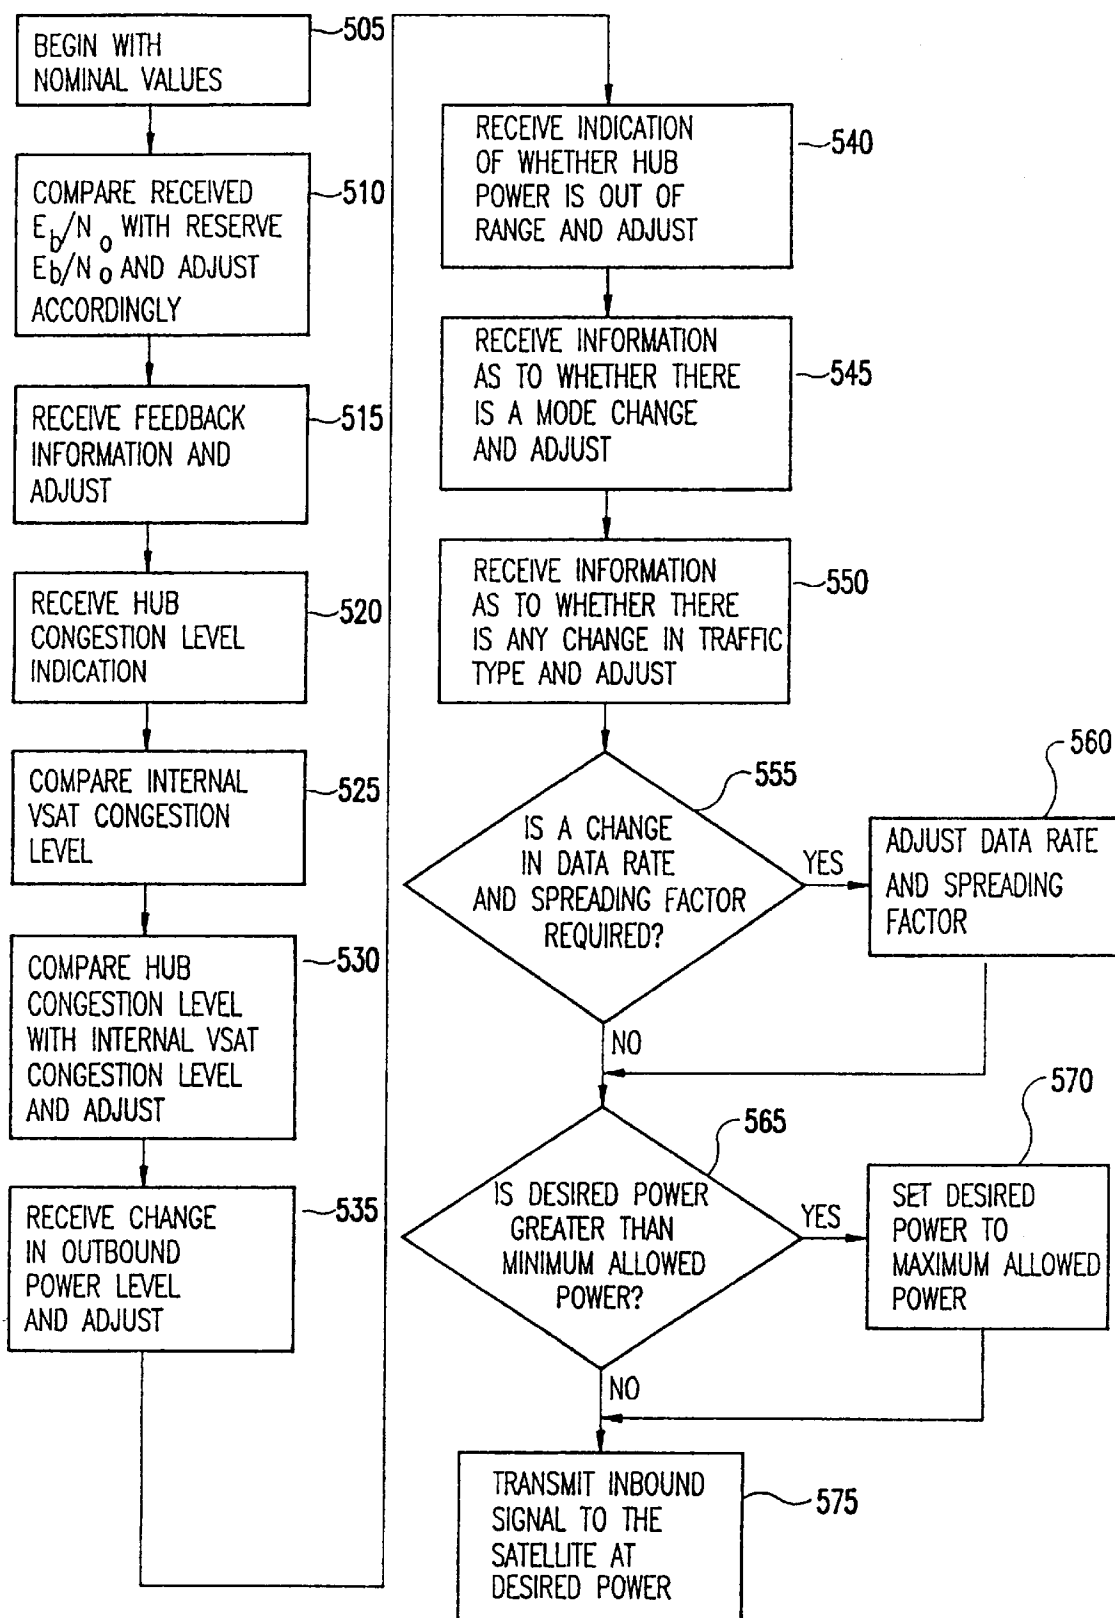 BEGIN WITH
NOMINAL VALUES
505
COMPARE RECEIVED
Eb/No WITH RESERVE
Eb/No AND ADJUST
ACCORDINGLY
510
RECEIVE FEEDBACK
INFORMATION AND
ADJUST
515
RECEIVE HUB
CONGESTION LEVEL
INDICATION
520
COMPARE INTERNAL
VSAT CONGESTION
LEVEL
525
COMPARE HUB
CONGESTION LEVEL
WITH INTERNAL VSAT
CONGESTION LEVEL
AND ADJUST
530
RECEIVE CHANGE
IN OUTBOUND
POWER LEVEL
AND ADJUST
535
RECEIVE INDICATION
OF WHETHER HUB
POWER IS OUT OF
RANGE AND ADJUST
540
RECEIVE INFORMATION
AS TO WHETHER THERE
IS A MODE CHANGE
AND ADJUST
545
RECEIVE INFORMATION
AS TO WHETHER THERE
IS ANY CHANGE IN TRAFFIC
TYPE AND ADJUST
550
IS A CHANGE
IN DATA RATE
AND SPREADING FACTOR
REQUIRED?
555
YES
ADJUST DATA RATE
AND SPREADING
FACTOR
560
NO
IS DESIRED POWER
GREATER THAN
MINIMUM ALLOWED
POWER?
565
YES
SET DESIRED
POWER TO
MAXIMUM ALLOWED
POWER
570
NO
TRANSMIT INBOUND
SIGNAL TO THE
SATELLITE AT
DESIRED POWER
575